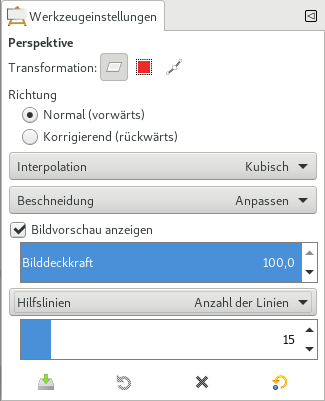 Werkzeugeinstellungen
Perspektive
Transformation:
Richtung
Normal (vorwärts)
Korrigierend (rückwärts)
Interpolation Kubisch
Beschneidung Anpassen
Bildvorschau anzeigen
Bilddeckkraft 100,0
Hilfslinien Anzahl der Linien
15